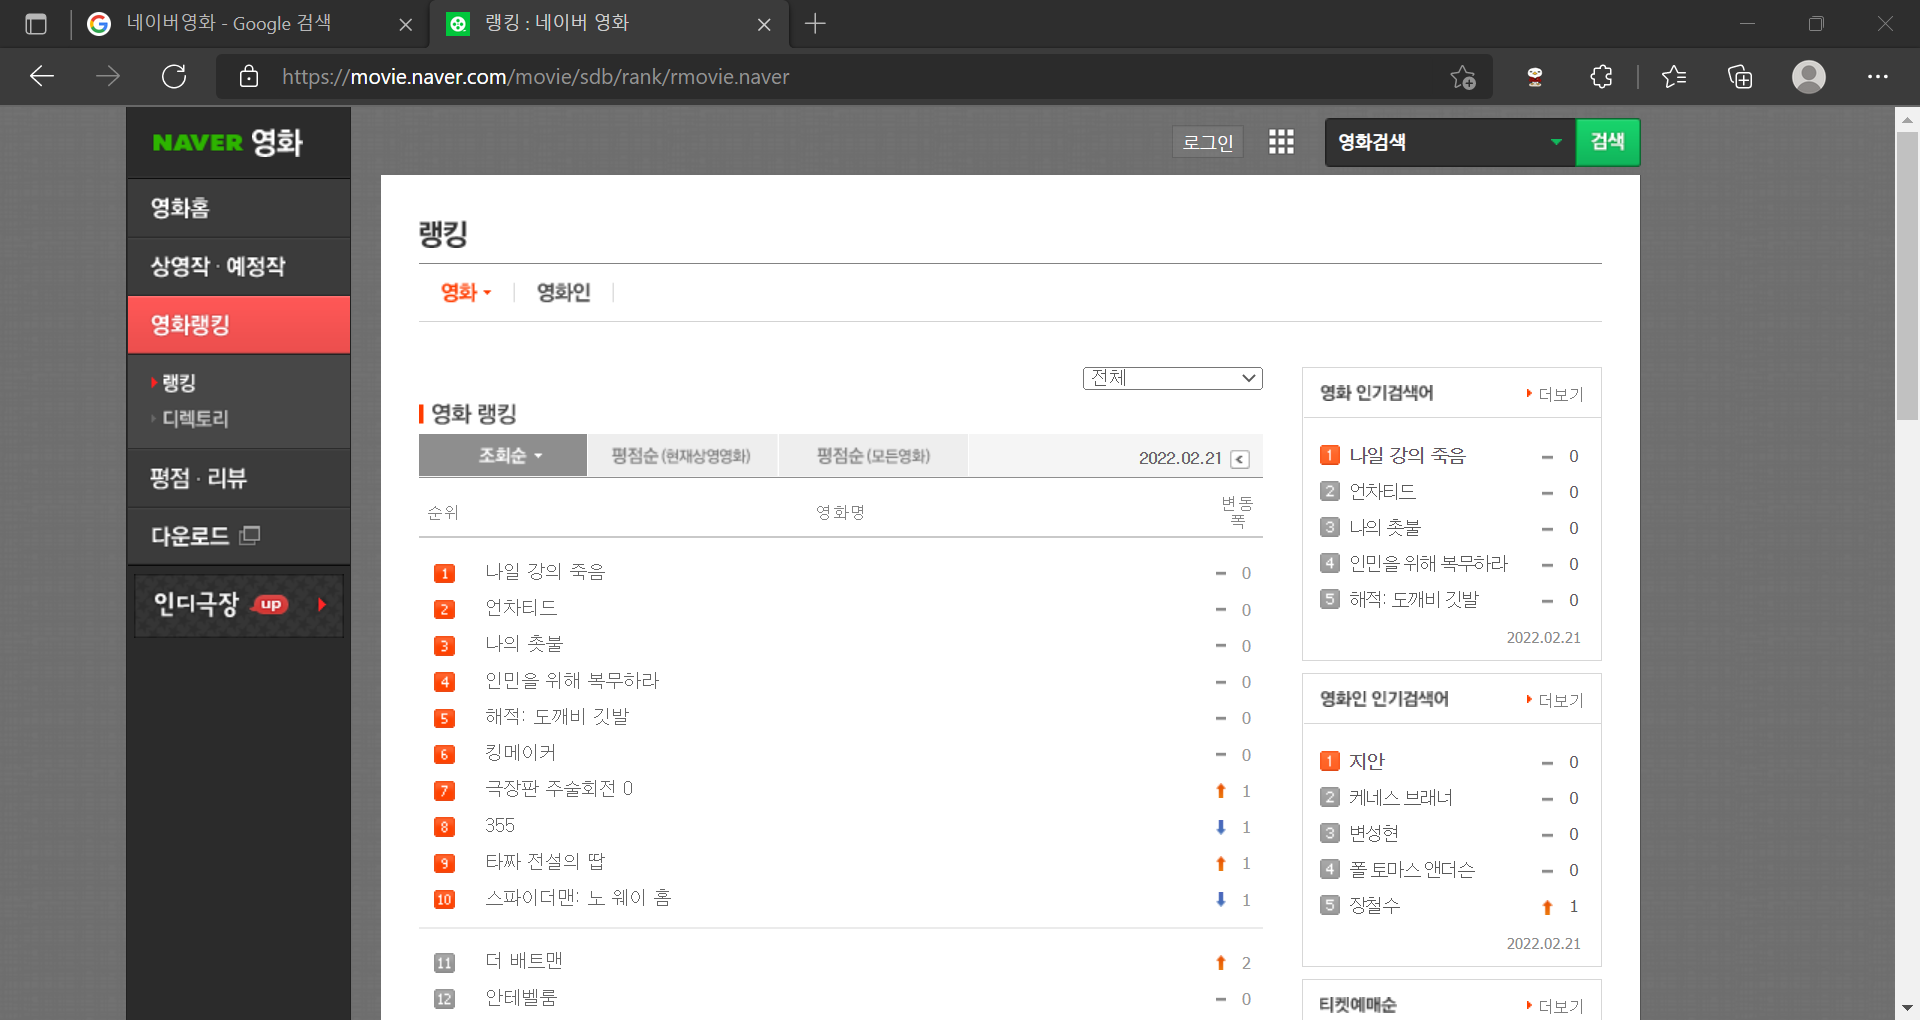 네이버영화 - Google 검색
랭킹 : 네이버 영화
https://movie.naver.com/movie/sdb/rank/rmovie.naver
NAVER 영화
로그인
영화검색
검색
영화홈
상영작 · 예정작
영화랭킹
랭킹
디렉토리
평점 · 리뷰
다운로드
인디극장 up
랭킹
영화
영화인
전체
영화 랭킹
조회순
평점순 (현재상영영화)
평점순 (모든영화)
2022.02.21
순위
영화명
변동폭
1 나일 강의 죽음 0
2 언차티드 0
3 나의 촛불 0
4 인민을 위해 복무하라 0
5 해적: 도깨비 깃발 0
6 킹메이커 0
7 극장판 주술회전 0 1
8 355 1
9 타짜 전설의 땁 1
10 스파이더맨: 노 웨이 홈 1
11 더 배트맨 2
12 안테벨룸 0
영화 인기검색어
더보기
1 나일 강의 죽음 0
2 언차티드 0
3 나의 촛불 0
4 인민을 위해 복무하라 0
5 해적: 도깨비 깃발 0
2022.02.21
영화인 인기검색어
더보기
1 지안 0
2 케네스 브래너 0
3 변성현 0
4 폴 토마스 앤더슨 0
5 장철수 1
2022.02.21
티켓예매순
더보기